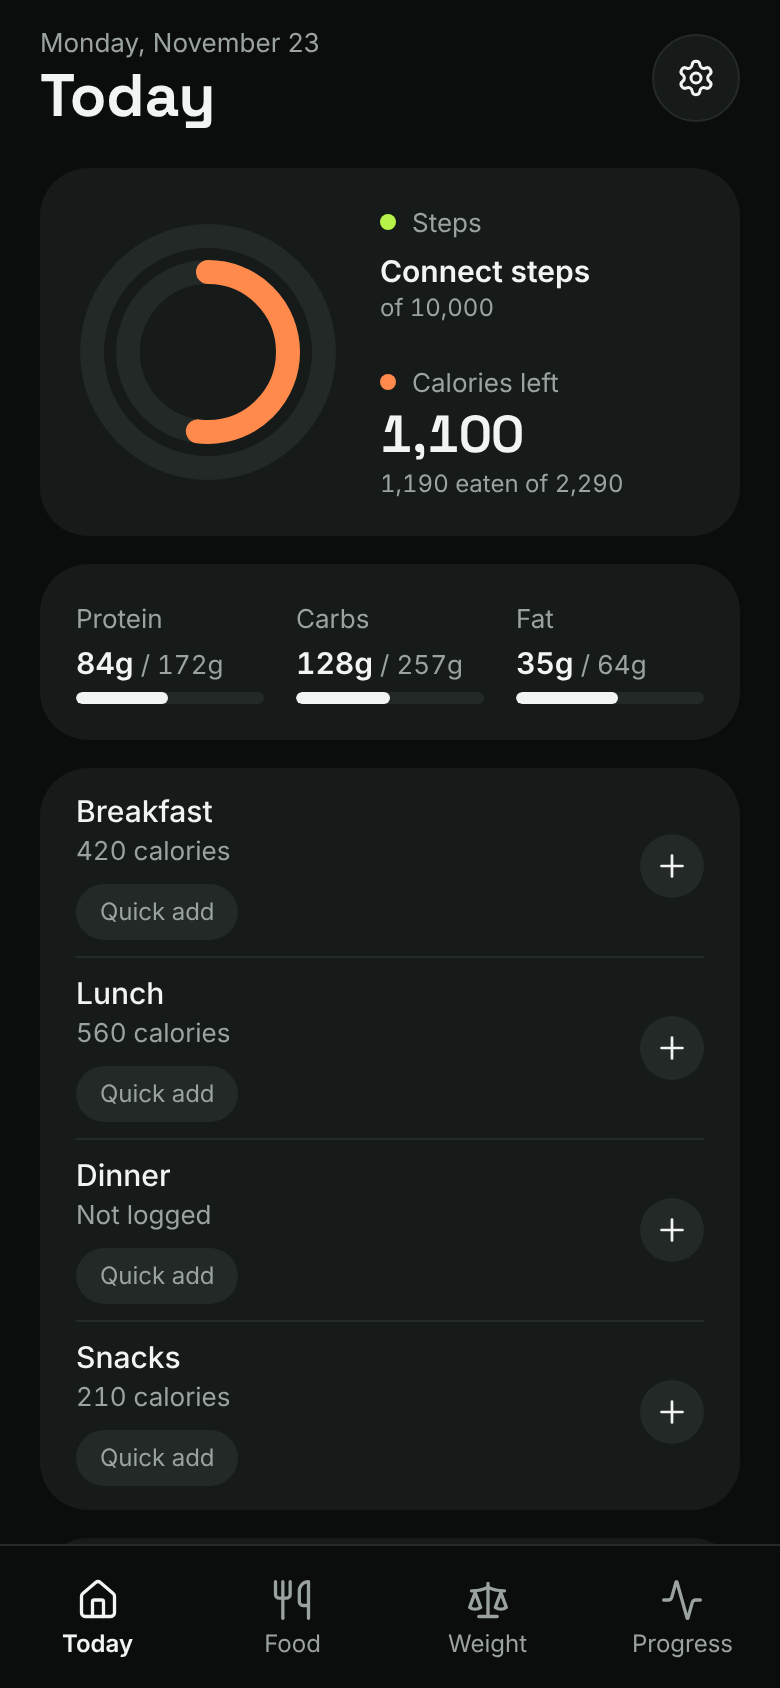 Monday, November 23
Today
Steps
Connect steps
of 10,000
Calories left
1,100
1,190 eaten of 2,290
Protein
84g / 172g
Carbs
128g / 257g
Fat
35g / 64g
Breakfast
420 calories
Quick add
Lunch
560 calories
Quick add
Dinner
Not logged
Quick add
Snacks
210 calories
Quick add
Today
Food
Weight
Progress